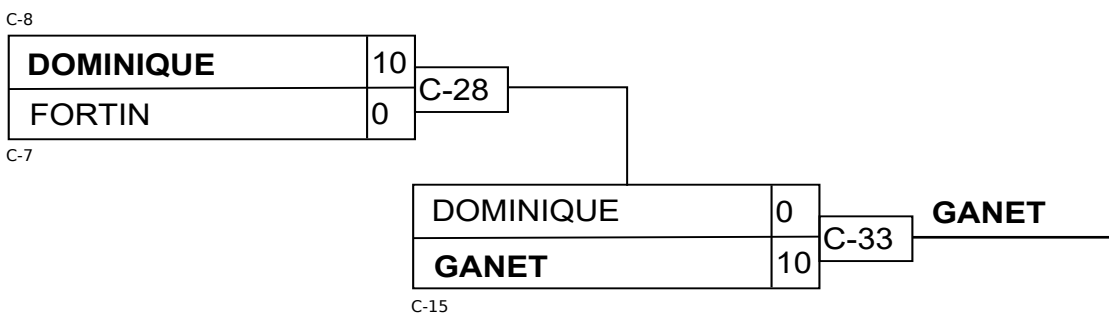 C-8
DOMINIQUE 10
C-28
FORTIN 0
C-7
DOMINIQUE 0
GANET
C-33
GANET 10
C-15